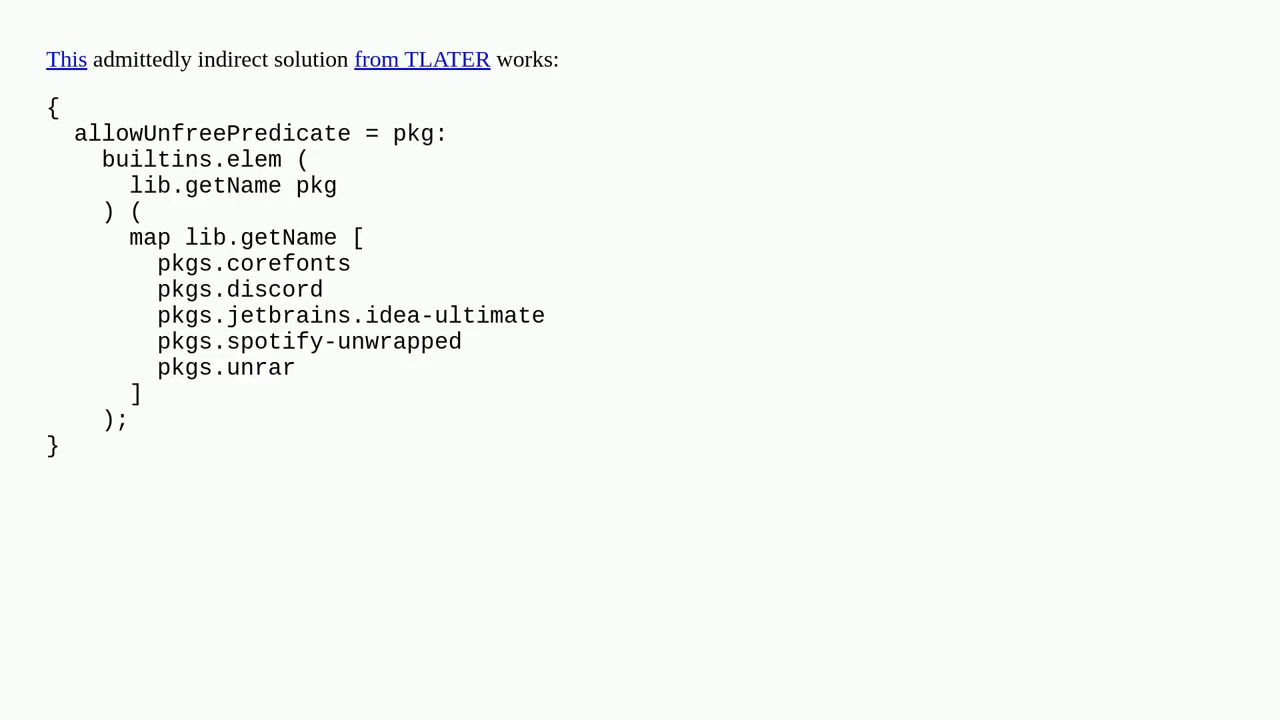 This admittedly indirect solution from TLATER works:
{
  allowUnfreePredicate = pkg:
    builtins.elem (
      lib.getName pkg
    ) (
      map lib.getName [
        pkgs.corefonts
        pkgs.discord
        pkgs.jetbrains.idea-ultimate
        pkgs.spotify-unwrapped
        pkgs.unrar
      ]
    );
}